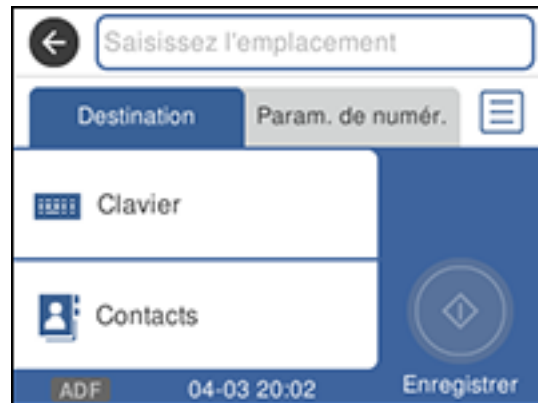 Saisissez l'emplacement
Destination
Param. de numér.
Clavier
Contacts
ADF
04-03 20:02
Enregistrer